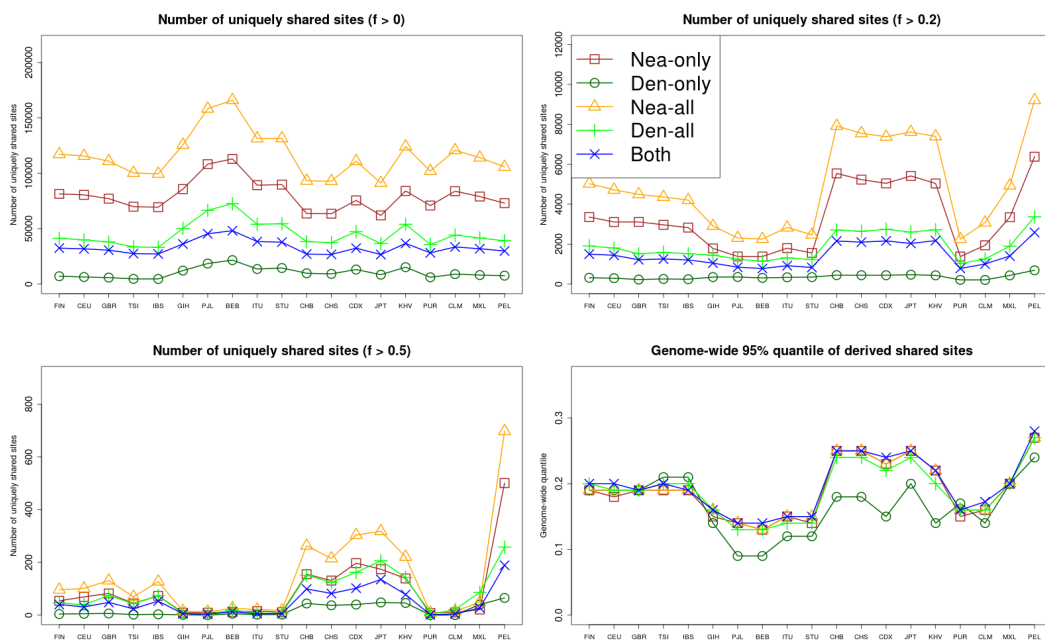 Number of uniquely shared sites (f > 0)
Number of uniquely shared sites
0
50000
100000
150000
200000
FIN CEU GBR TSI IBS GIH PJL BEB ITU STU CHB CHS CDX JPT KHV PUR CLM MXL PEL
Number of uniquely shared sites (f > 0.2)
Number of uniquely shared sites
0
2000
4000
6000
8000
10000
12000
Nea-only
Den-only
Nea-all
Den-all
Both
FIN CEU GBR TSI IBS GIH PJL BEB ITU STU CHB CHS CDX JPT KHV PUR CLM MXL PEL
Number of uniquely shared sites (f > 0.5)
Number of uniquely shared sites
0
200
400
600
800
FIN CEU GBR TSI IBS GIH PJL BEB ITU STU CHB CHS CDX JPT KHV PUR CLM MXL PEL
Genome-wide 95% quantile of derived shared sites
Genome-wide quantile
0.0
0.1
0.2
0.3
FIN CEU GBR TSI IBS GIH PJL BEB ITU STU CHB CHS CDX JPT KHV PUR CLM MXL PEL